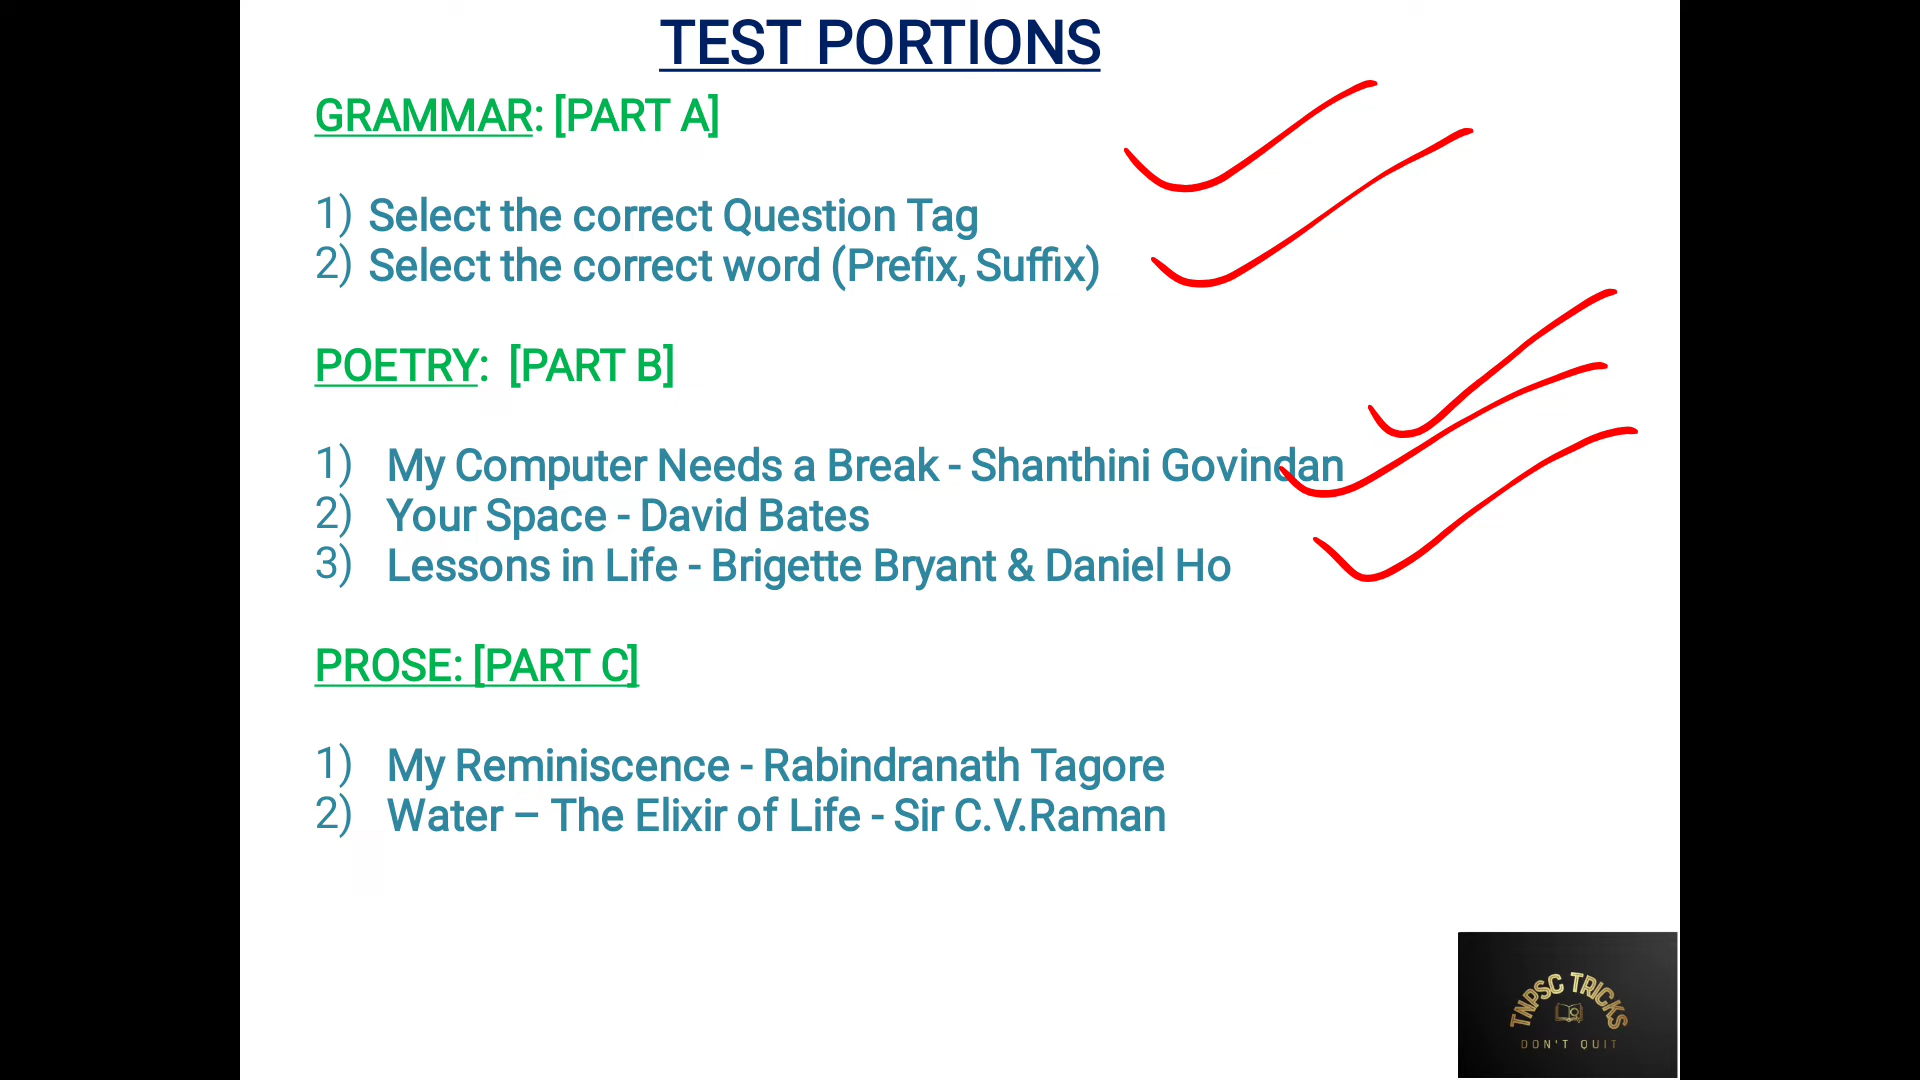 TEST PORTIONS
GRAMMAR: [PART A]
1) Select the correct Question Tag
2) Select the correct word (Prefix, Suffix)
POETRY: [PART B]
1) My Computer Needs a Break - Shanthini Govindan
2) Your Space - David Bates
3) Lessons in Life - Brigette Bryant & Daniel Ho
PROSE: [PART C]
1) My Reminiscence - Rabindranath Tagore
2) Water – The Elixir of Life - Sir C.V.Raman
TNPSC TRICKS
DON'T QUIT